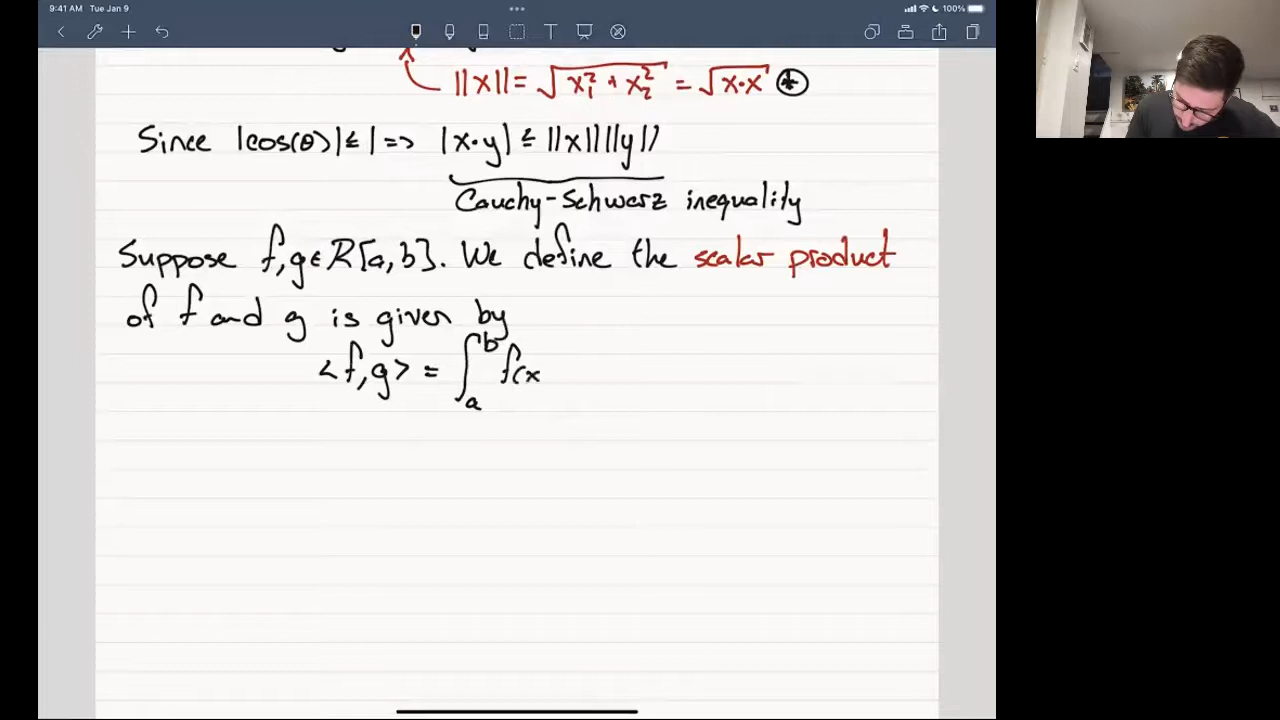 9:41 AM Tue Jan 9
100%
||x|| = √(x₁² + x₂²) = √(x·x) (*)
Since |cos(θ)| ≤ 1 => |x·y| ≤ ||x|| ||y||
Cauchy-Schwarz inequality
Suppose f, g ∈ R[a, b]. We define the scalar product
of f and g is given by
<f, g> = ∫ₐᵇ f(x